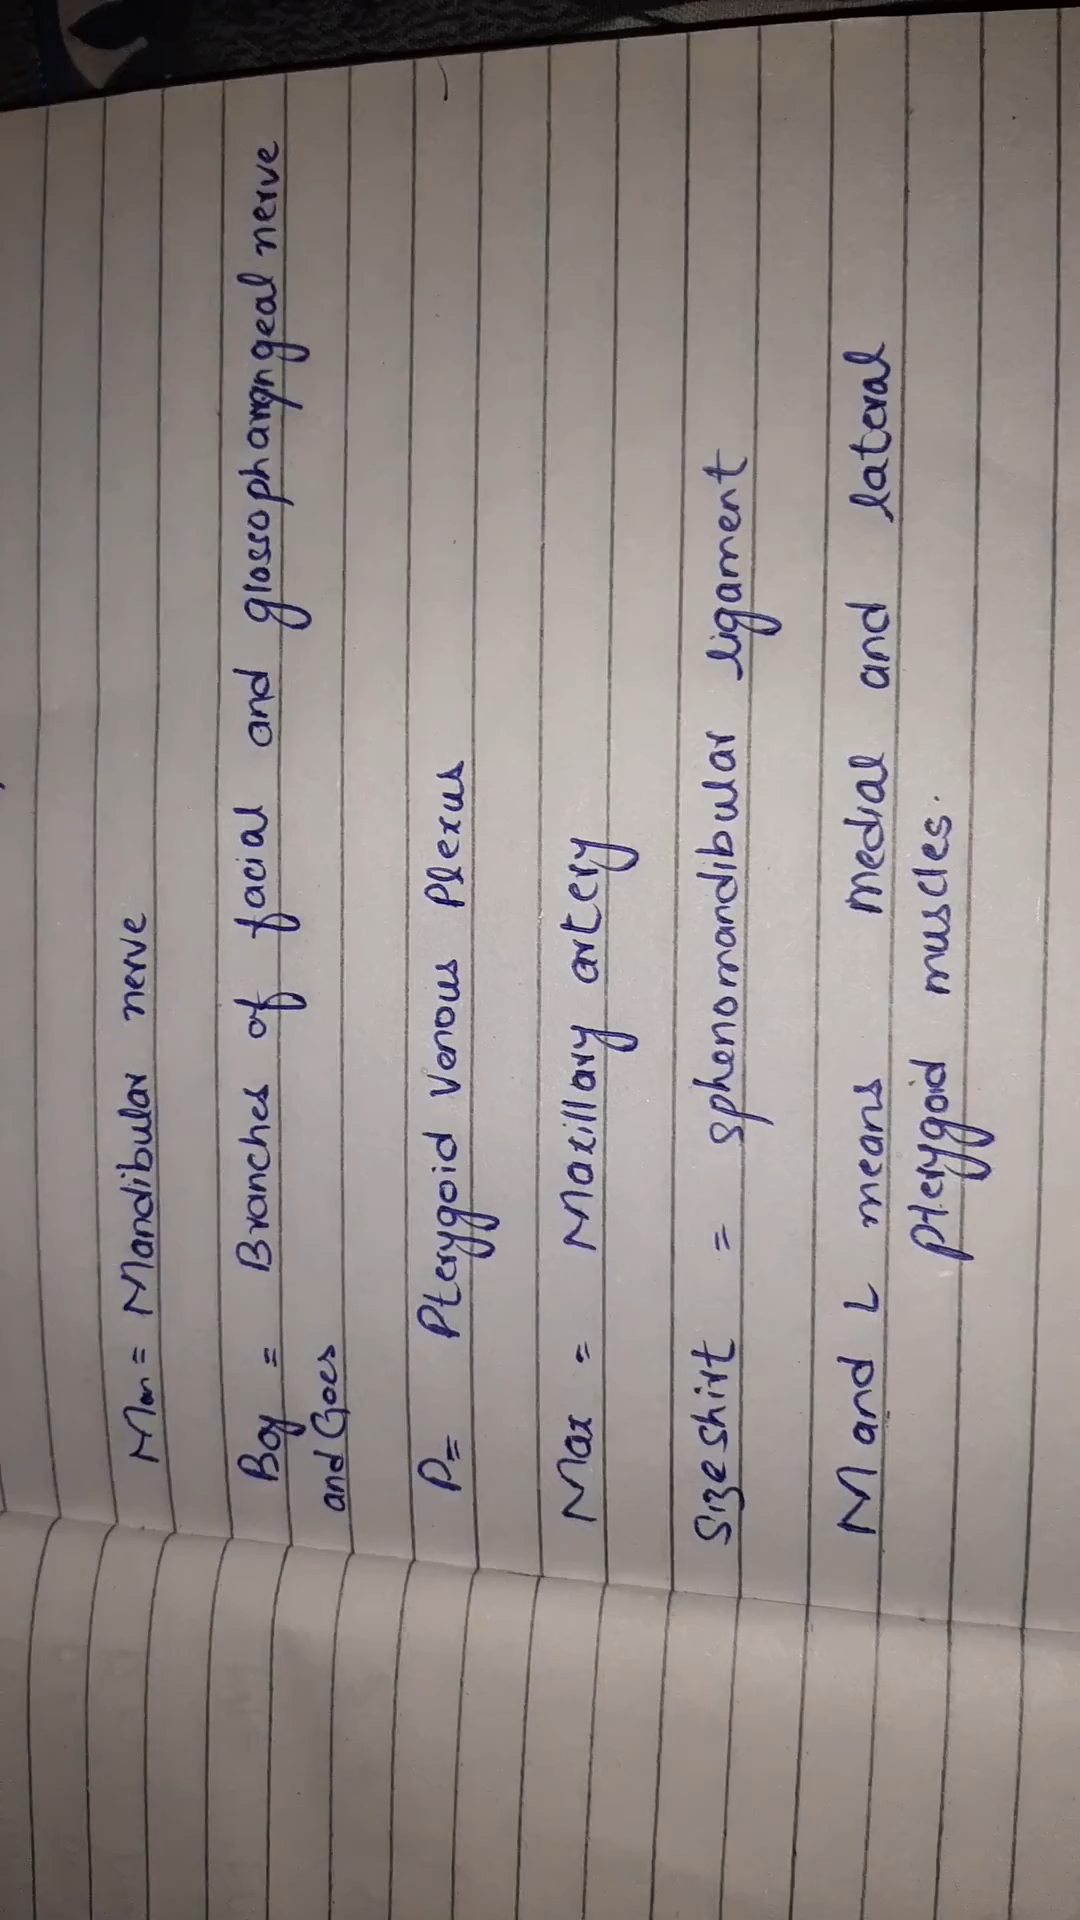 Man = Mandibular nerve
Boy = Branches of facial and glossopharyngeal nerve
and Goes
P = Pterygoid Venous Plexus
Max = Maxillary artery
Size shirt = sphenomandibular ligament
M and L means Medial and lateral
Pterygoid muscles.